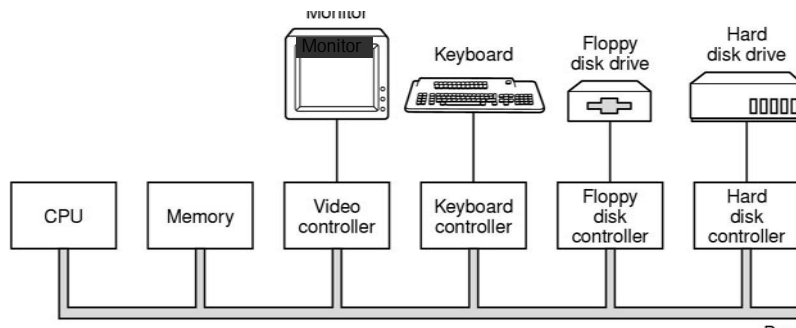 Monitor
Monitor
Keyboard
Floppy
disk drive
Hard
disk drive
CPU
Memory
Video
controller
Keyboard
controller
Floppy
disk
controller
Hard
disk
controller